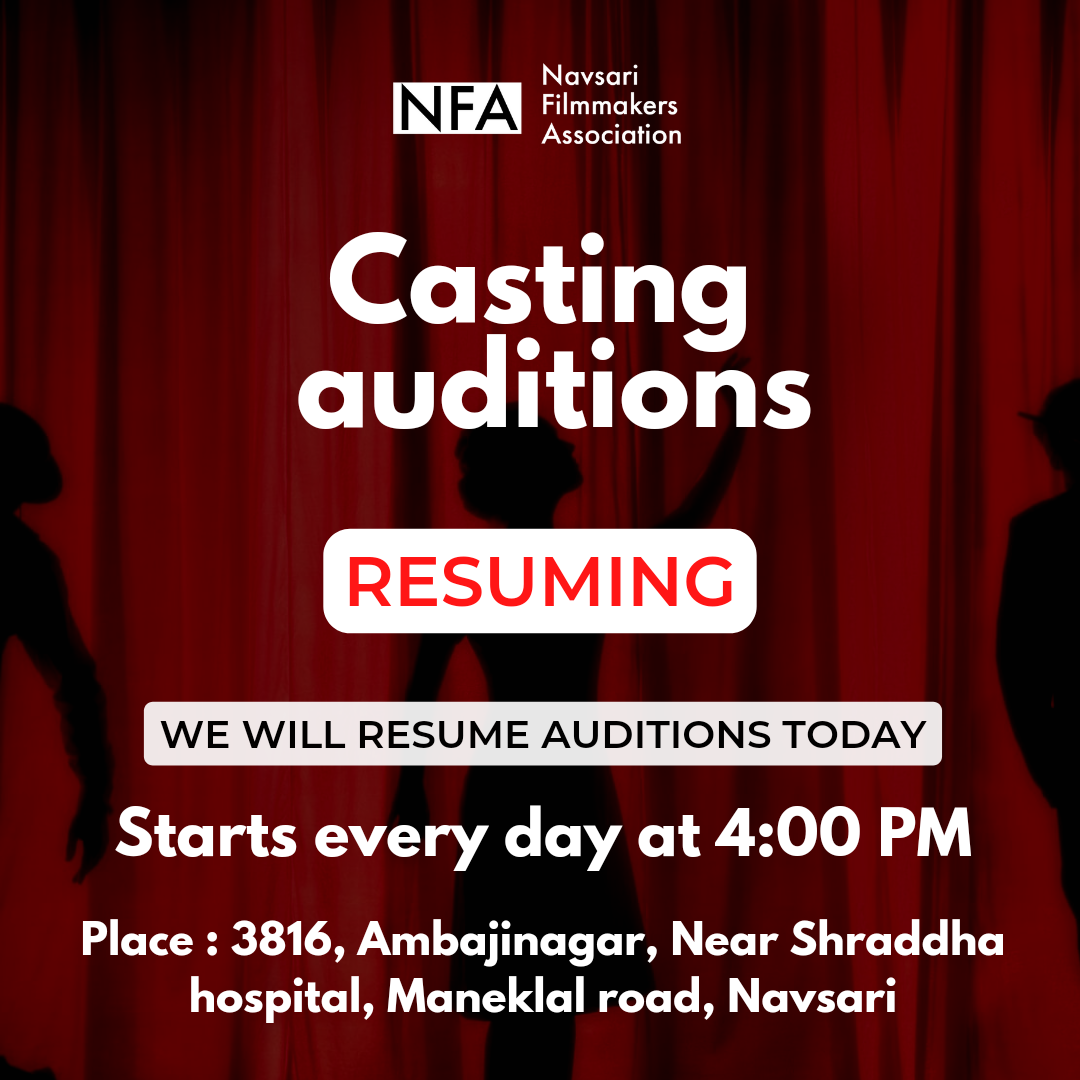 NFA
Navsari
Filmmakers
Association
Casting
auditions
RESUMING
WE WILL RESUME AUDITIONS TODAY
Starts every day at 4:00 PM
Place : 3816, Ambajinagar, Near Shraddha
hospital, Maneklal road, Navsari